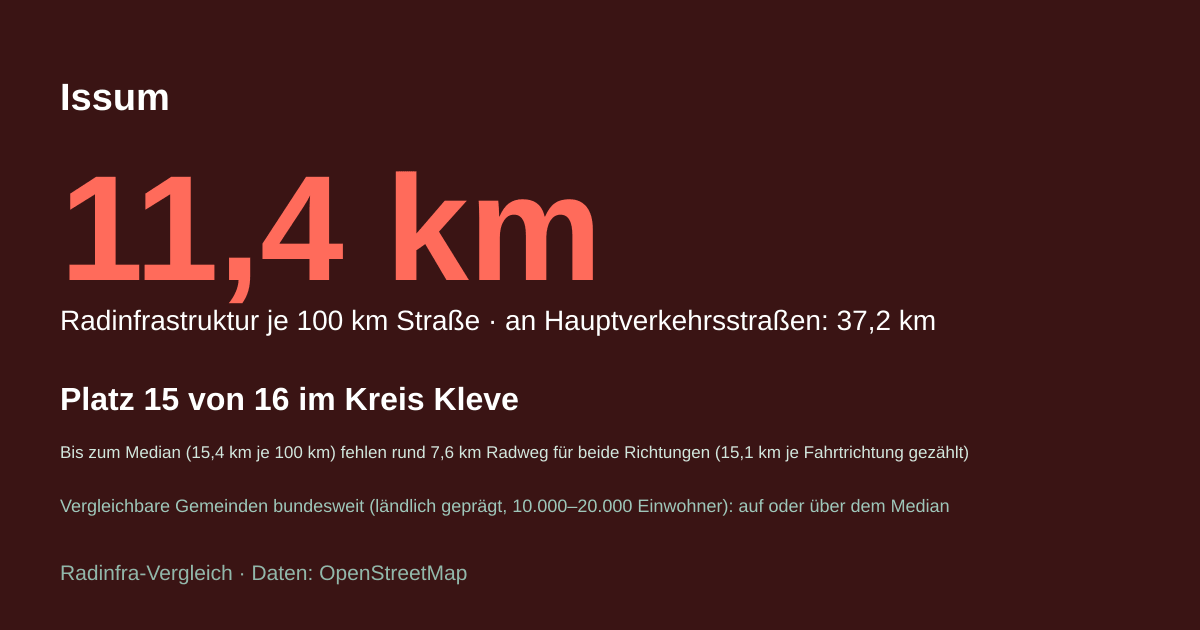 Issum
11,4 km
Radinfrastruktur je 100 km Straße · an Hauptverkehrsstraßen: 37,2 km
Platz 15 von 16 im Kreis Kleve
Bis zum Median (15,4 km je 100 km) fehlen rund 7,6 km Radweg für beide Richtungen (15,1 km je Fahrtrichtung gezählt)
Vergleichbare Gemeinden bundesweit (ländlich geprägt, 10.000–20.000 Einwohner): auf oder über dem Median
Radinfra-Vergleich · Daten: OpenStreetMap